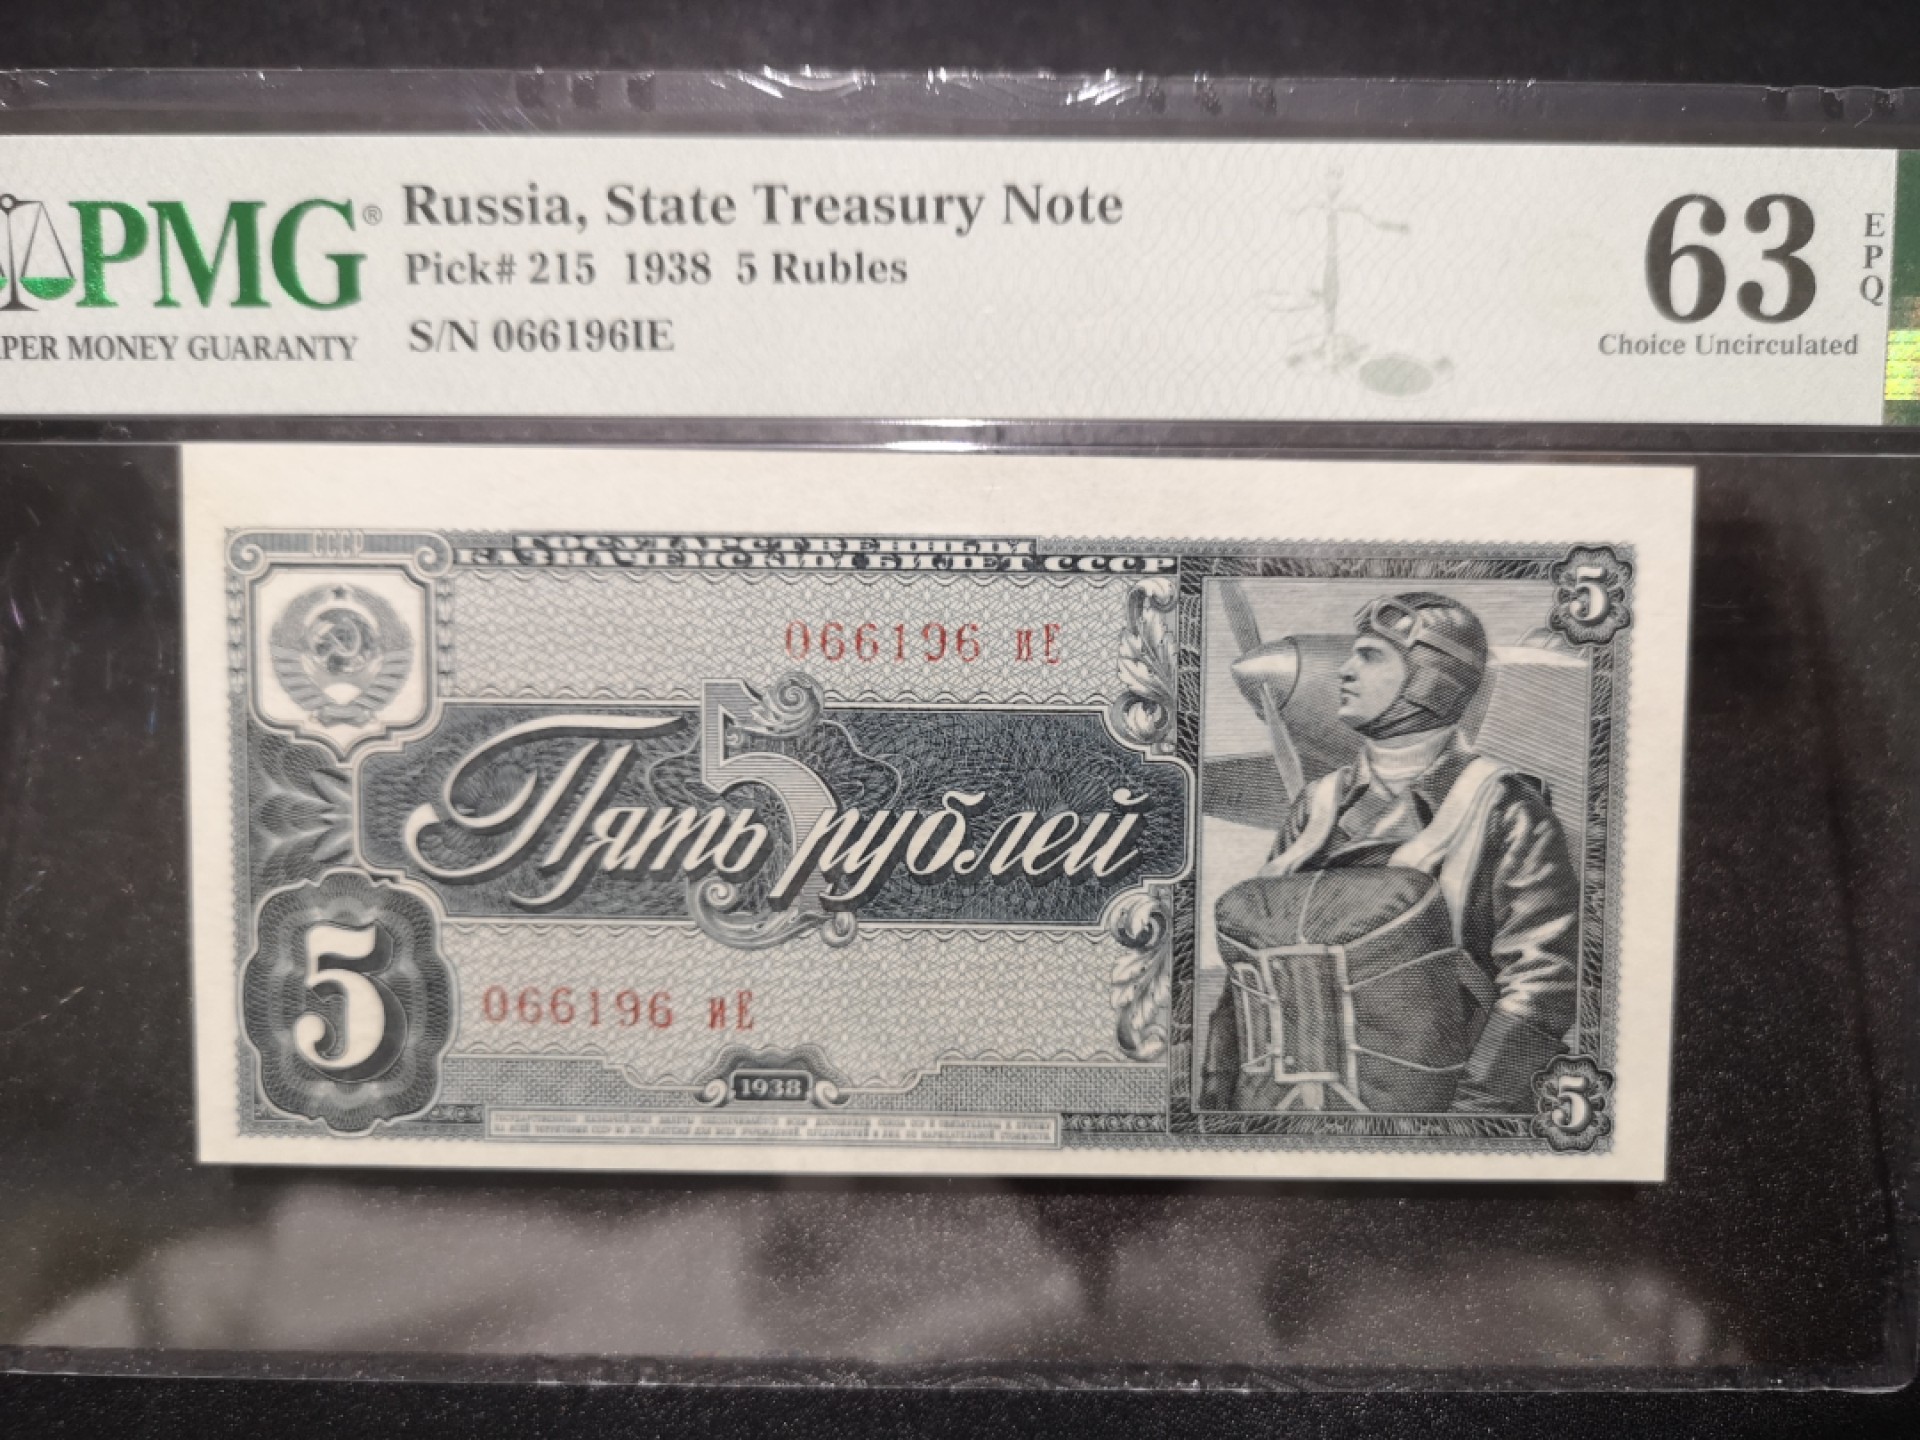 PMG®
PER MONEY GUARANTY
Russia, State Treasury Note
Pick# 215 1938 5 Rubles
S/N 066196IE
63
EPQ
Choice Uncirculated
СССР
ГОСУДАРСТВЕННЫЙ
КАЗНАЧЕЙСКИЙ БИЛЕТ СССР
5
066196 иЕ
5
Пять рублей
5
066196 иЕ
1938
5